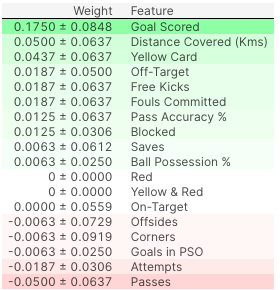 Weight Feature
0.1750 ± 0.0848 Goal Scored
0.0500 ± 0.0637 Distance Covered (Kms)
0.0437 ± 0.0637 Yellow Card
0.0187 ± 0.0500 Off-Target
0.0187 ± 0.0637 Free Kicks
0.0187 ± 0.0637 Fouls Committed
0.0125 ± 0.0637 Pass Accuracy %
0.0125 ± 0.0306 Blocked
0.0063 ± 0.0612 Saves
0.0063 ± 0.0250 Ball Possession %
0 ± 0.0000 Red
0 ± 0.0000 Yellow & Red
0.0000 ± 0.0559 On-Target
-0.0063 ± 0.0729 Offsides
-0.0063 ± 0.0919 Corners
-0.0063 ± 0.0250 Goals in PSO
-0.0187 ± 0.0306 Attempts
-0.0500 ± 0.0637 Passes